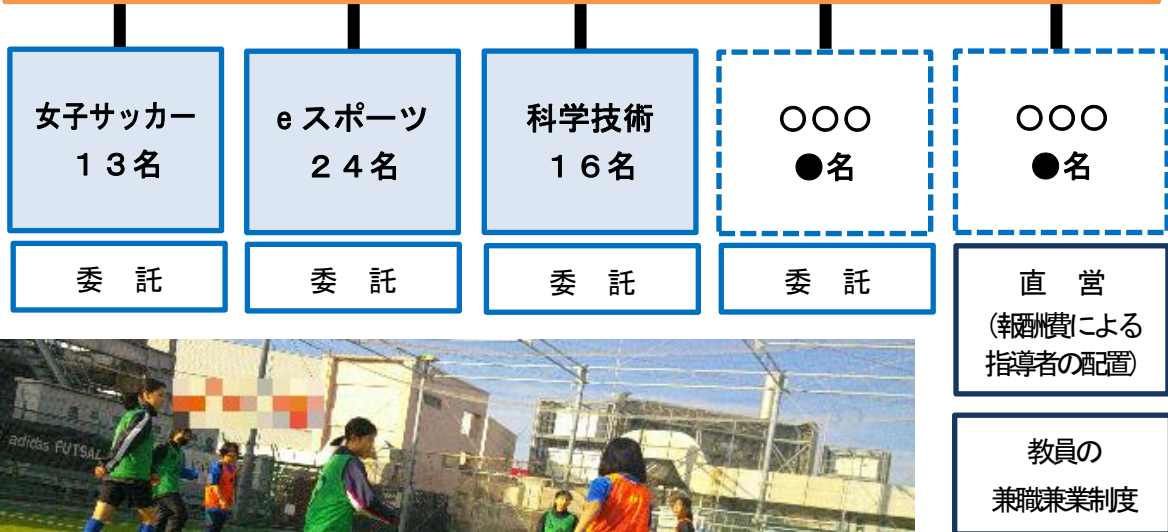 女子サッカー
１３名
eスポーツ
２４名
科学技術
１６名
○○○
●名
○○○
●名
委　託
委　託
委　託
委　託
直　営
(報酬費による
指導者の配置)
教員の
兼職兼業制度
adidas FUTSAL